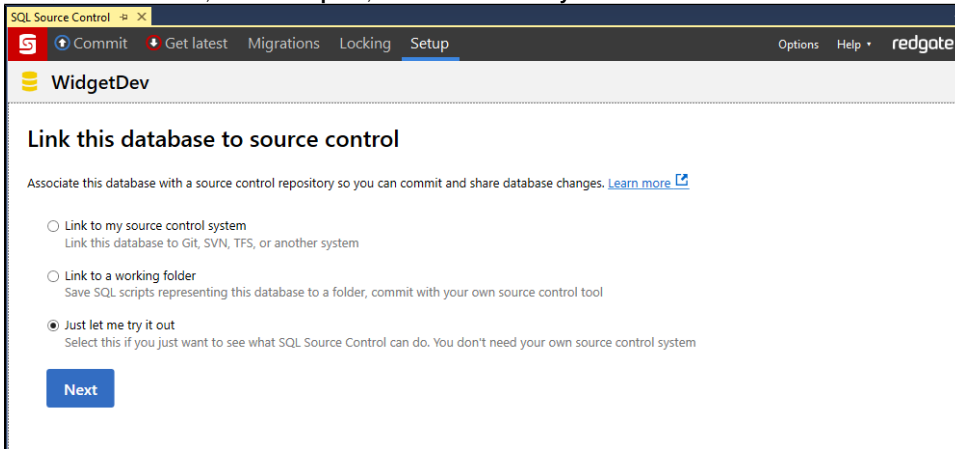 SQL Source Control
Commit Get latest Migrations Locking Setup Options Help redgate
WidgetDev
Link this database to source control
Associate this database with a source control repository so you can commit and share database changes. Learn more
Link to my source control system
Link this database to Git, SVN, TFS, or another system
Link to a working folder
Save SQL scripts representing this database to a folder, commit with your own source control tool
Just let me try it out
Select this if you just want to see what SQL Source Control can do. You don't need your own source control system
Next